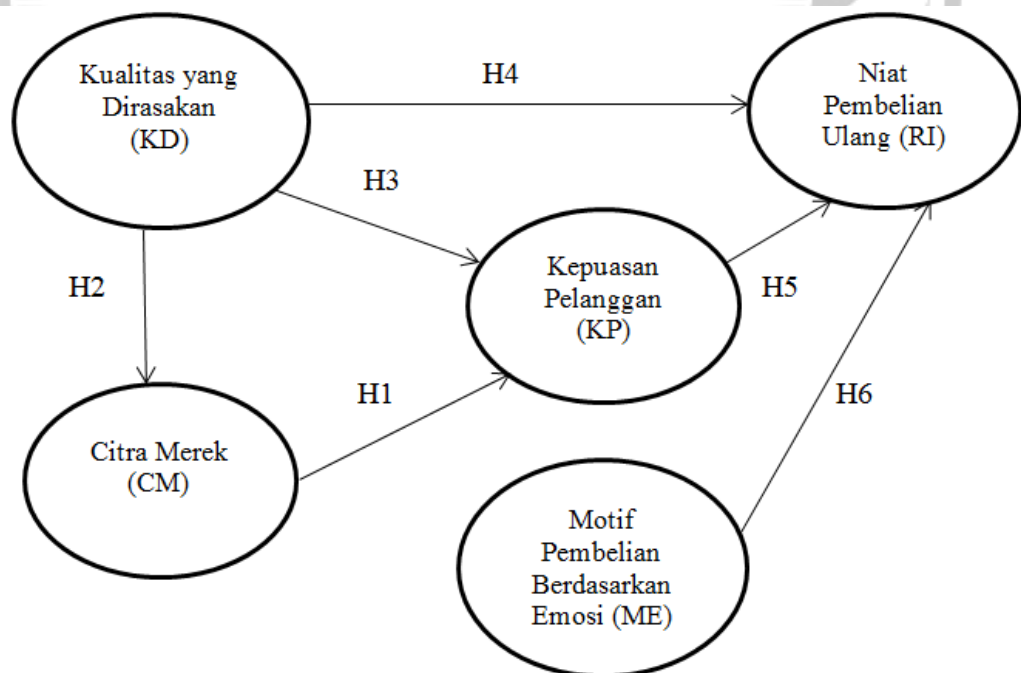 Kualitas yang
Dirasakan
(KD)
H4
Niat
Pembelian
Ulang (RI)
H3
H2
Kepuasan
Pelanggan
(KP)
H5
H1
H6
Citra Merek
(CM)
Motif
Pembelian
Berdasarkan
Emosi (ME)